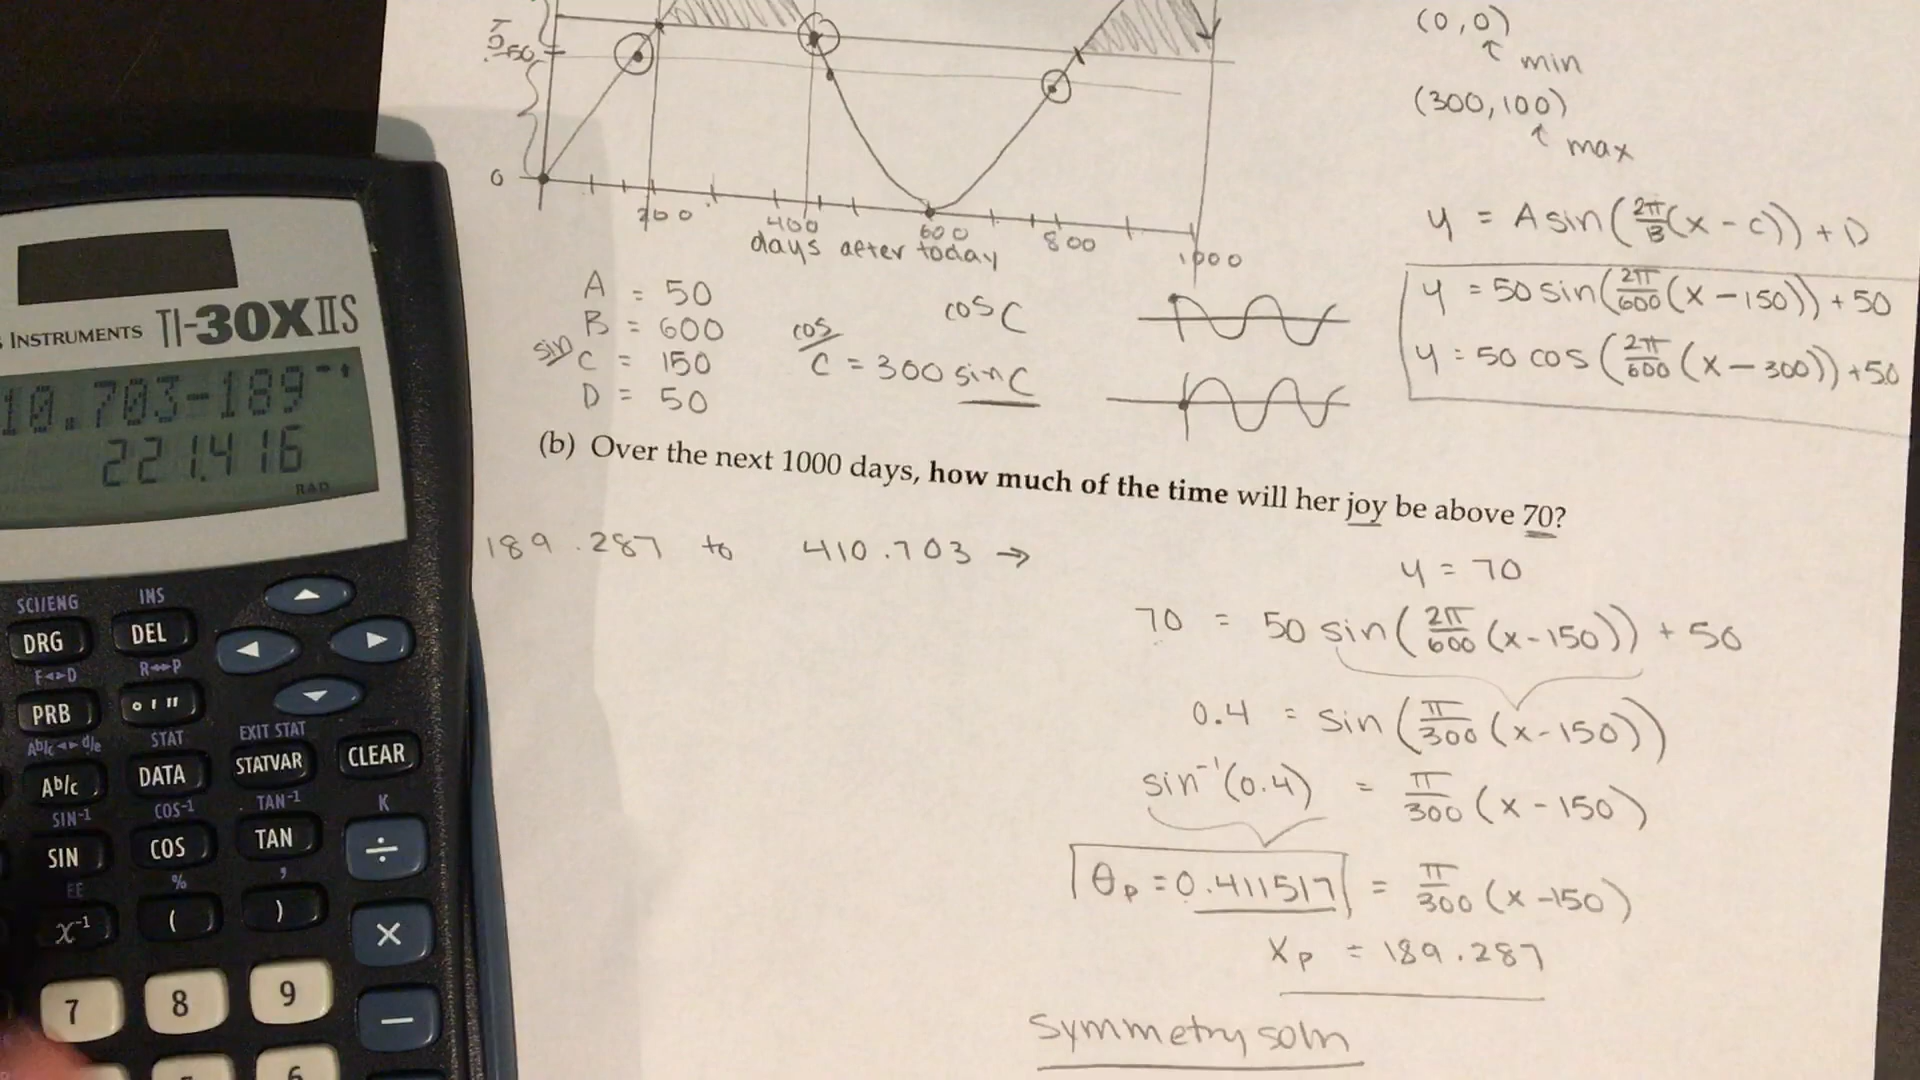 50
0
200
400
600
800
1000
days after today
(0,0)
↑ min
(300,100)
↑ max
y = A sin(2π/B (x - c)) + D
y = 50 sin(2π/600 (x - 150)) + 50
y = 50 cos(2π/600 (x - 300)) + 50
A = 50
B = 600
sin C = 150
D = 50
cos C
cos
C = 300 sin C
(b) Over the next 1000 days, how much of the time will her joy be above 70?
189.287 to 410.703 →
y = 70
70 = 50 sin(2π/600 (x-150)) + 50
0.4 = sin(π/300 (x-150))
sin⁻¹(0.4) = π/300 (x - 150)
θp = 0.411517 = π/300 (x-150)
xp = 189.287
Symmetry soln
INSTRUMENTS TI-30X IIS
10.703-189
221.416
RAD
SCI/ENG INS
DRG DEL
F◄►D R◄►P
PRB ° ' "
Ab/c ◄► d/e STAT EXIT STAT
Ab/c DATA STATVAR CLEAR
SIN-1 COS-1 TAN-1 K
SIN COS TAN ÷
EE % ,
x-1 ( ) ×
7 8 9 −
6